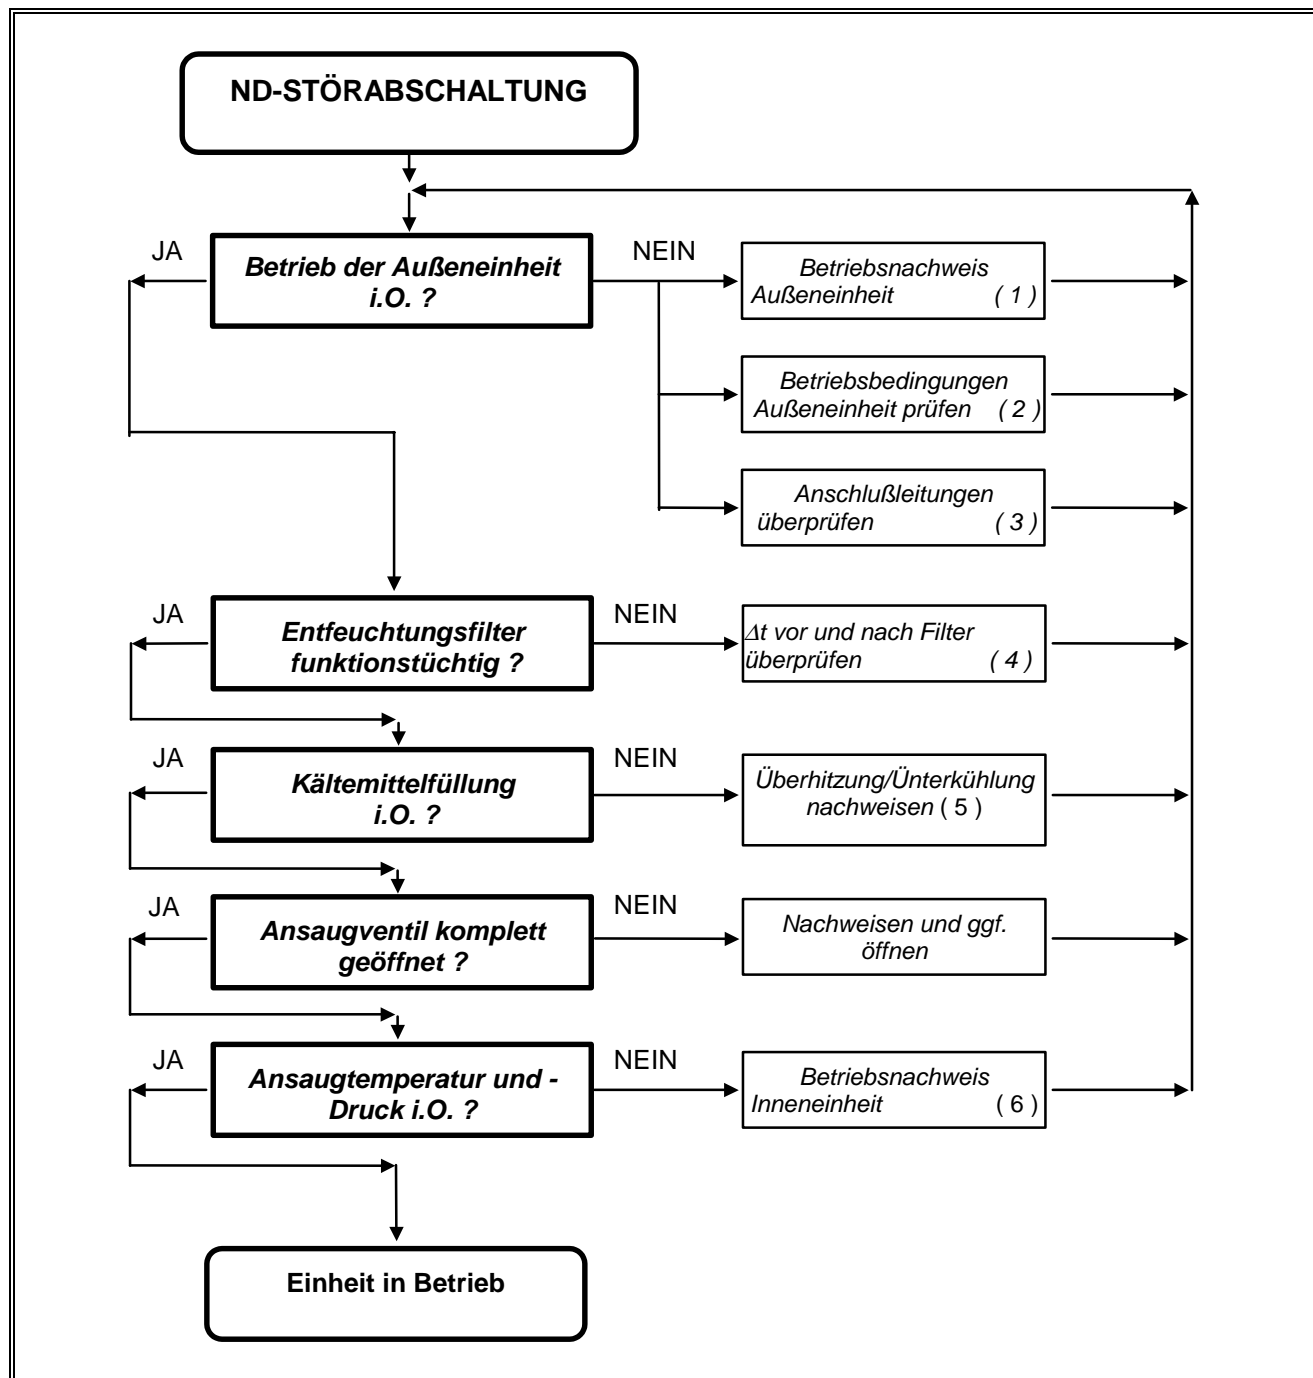 ND-STÖRABSCHALTUNG
JA
Betrieb der Außeneinheit
i.O. ?
NEIN
Betriebsnachweis
Außeneinheit ( 1 )
Betriebsbedingungen
Außeneinheit prüfen ( 2 )
Anschlußleitungen
überprüfen ( 3 )
JA
Entfeuchtungsfilter
funktionstüchtig ?
NEIN
Δt vor und nach Filter
überprüfen ( 4 )
JA
Kältemittelfüllung
i.O. ?
NEIN
Überhitzung/Ünterkühlung
nachweisen ( 5 )
JA
Ansaugventil komplett
geöffnet ?
NEIN
Nachweisen und ggf.
öffnen
JA
Ansaugtemperatur und -
Druck i.O. ?
NEIN
Betriebsnachweis
Inneneinheit ( 6 )
Einheit in Betrieb